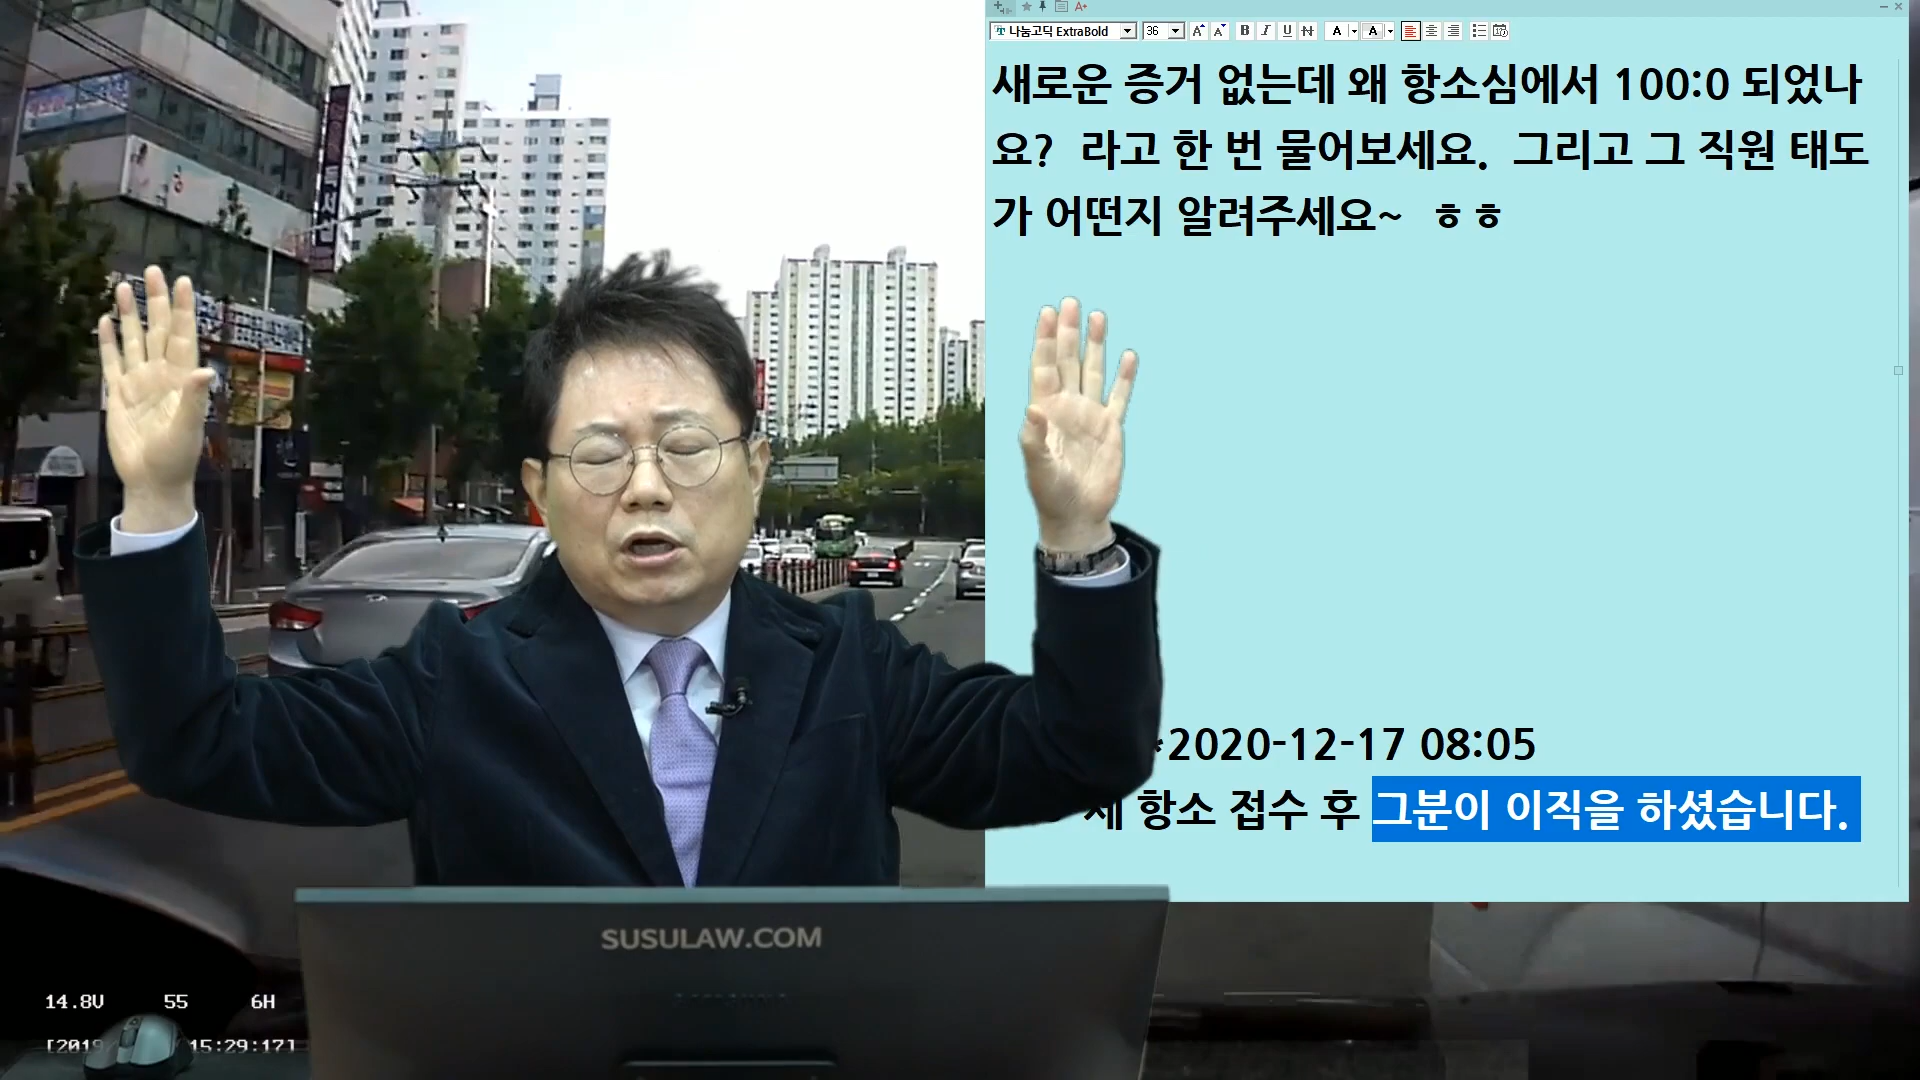 나눔고딕 ExtraBold
36
새로운 증거 없는데 왜 항소심에서 100:0 되었나
요? 라고 한 번 물어보세요. 그리고 그 직원 태도
가 어떤지 알려주세요~ ㅎㅎ
*2020-12-17 08:05
제 항소 접수 후 그분이 이직을 하셨습니다.
SUSULAW.COM
14.8V 55 6H
[2019 15:29:17]